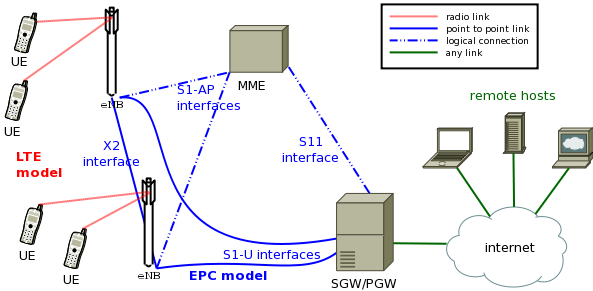 radio link
point to point link
logical connection
any link
UE
eNB
MME
S1-AP
interfaces
remote hosts
UE
X2
interface
S11
interface
LTE
model
UE
UE
eNB
S1-U interfaces
EPC model
SGW/PGW
internet